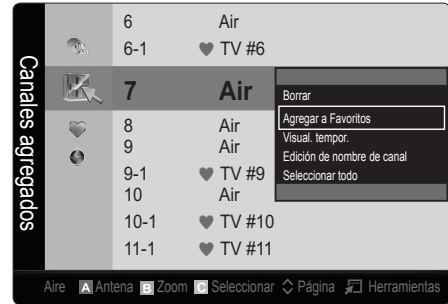 Canales agregados
6 Air
6-1 ♥ TV #6
7 Air
8 Air
9 Air
9-1 ♥ TV #9
10 Air
10-1 ♥ TV #10
11-1 ♥ TV #11
Borrar
Agregar a Favoritos
Visual. tempor.
Edición de nombre de canal
Seleccionar todo
Aire A Antena B Zoom C Seleccionar Página Herramientas